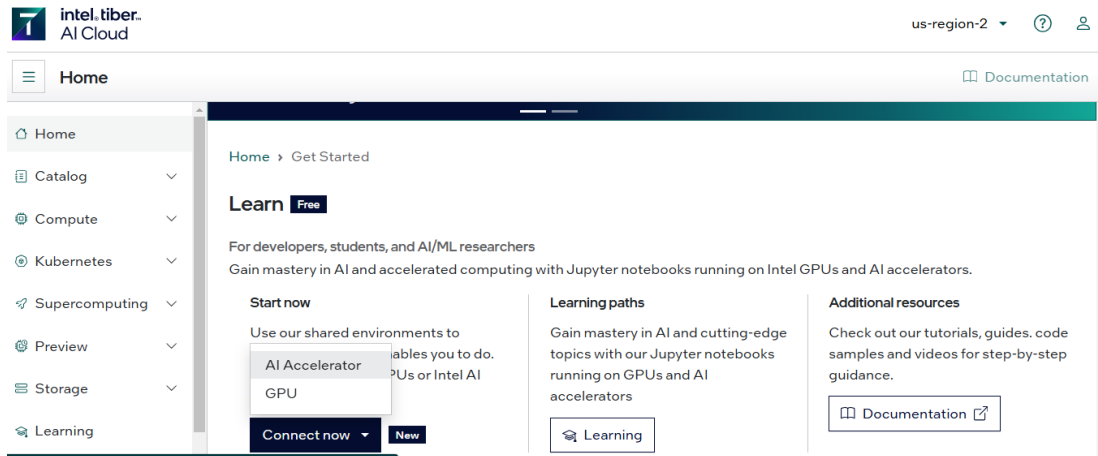 intel. tiber™
AI Cloud
us-region-2
Home
Documentation
Home
Catalog
Compute
Kubernetes
Supercomputing
Preview
Storage
Learning
Home › Get Started
Learn Free
For developers, students, and AI/ML researchers
Gain mastery in AI and accelerated computing with Jupyter notebooks running on Intel GPUs and AI accelerators.
Start now
Use our shared environments to
ables you to do.
PUs or Intel AI
AI Accelerator
GPU
Connect now New
Learning paths
Gain mastery in AI and cutting-edge
topics with our Jupyter notebooks
running on GPUs and AI
accelerators
Learning
Additional resources
Check out our tutorials, guides. code
samples and videos for step-by-step
guidance.
Documentation